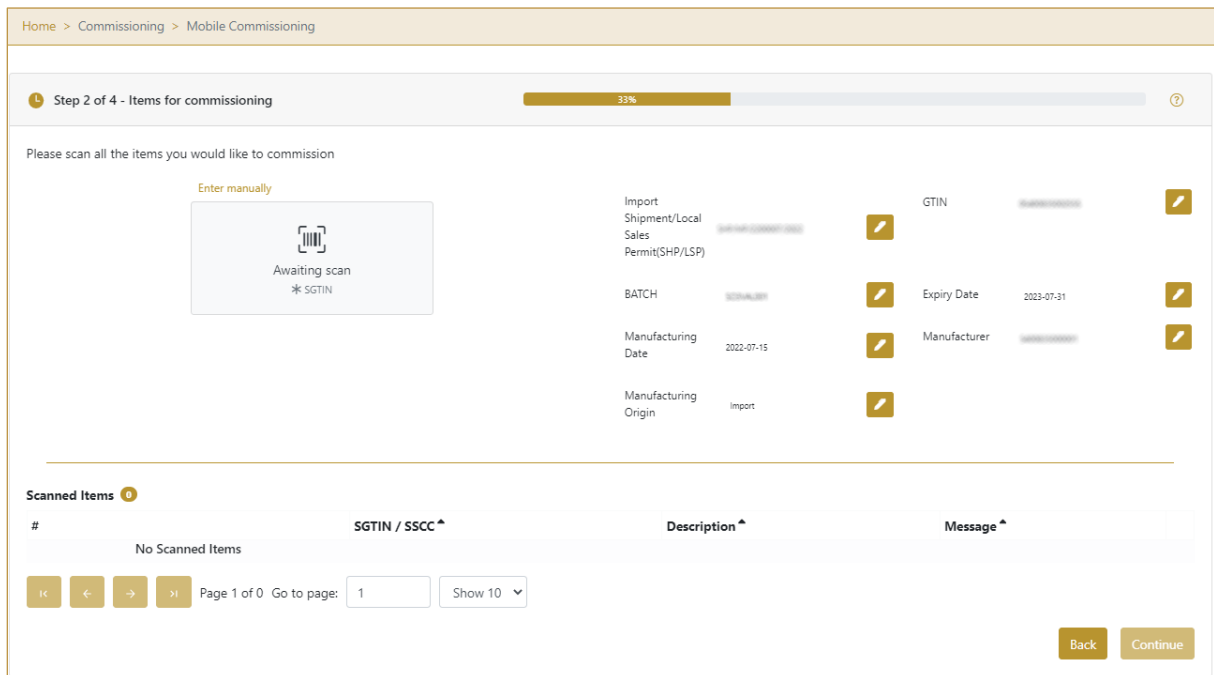 Home > Commissioning > Mobile Commissioning
Step 2 of 4 - Items for commissioning
33%
Please scan all the items you would like to commission
Enter manually
Awaiting scan
* SGTIN
Import
Shipment/Local
Sales
Permit(SHP/LSP)
GTIN
BATCH
Expiry Date 2023-07-31
Manufacturing
Date
2022-07-15
Manufacturer
Manufacturing
Origin
Import
Scanned Items 0
# SGTIN / SSCC Description Message
No Scanned Items
Page 1 of 0 Go to page: 1 Show 10
Back Continue